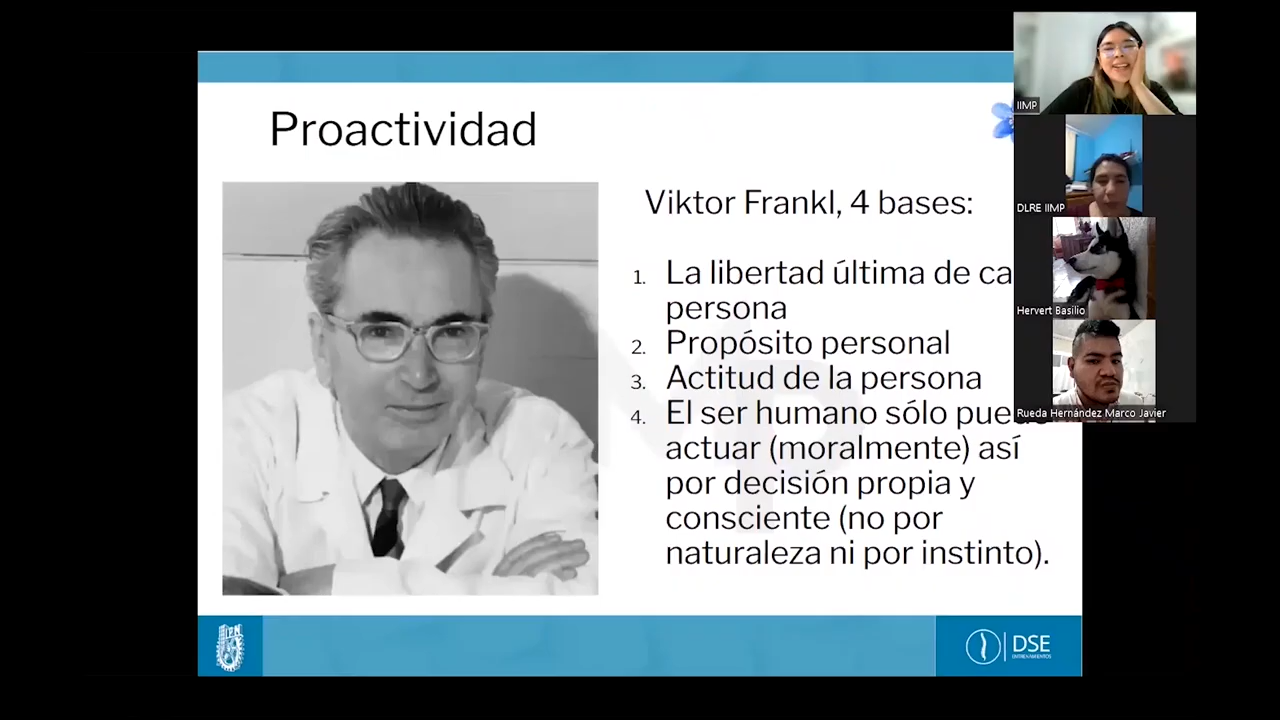 Proactividad
Viktor Frankl, 4 bases:
1. La libertad última de ca
persona
2. Propósito personal
3. Actitud de la persona
4. El ser humano sólo puede
actuar (moralmente) así
por decisión propia y
consciente (no por
naturaleza ni por instinto).
DSE
ENTRENAMIENTOS
IIMP
DLRE IIMP
Hervert Basilio
Rueda Hernández Marco Javier